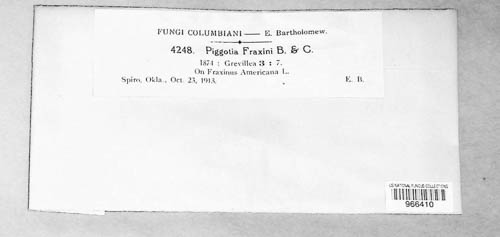 FUNGI COLUMBIANI — E. Bartholomew.
4248. Piggotia Fraxini B. & C.
1874 : Grevillea 3 : 7.
On Fraxinus Americana L.
Spiro, Okla., Oct. 23, 1913. E. B.
US NATIONAL FUNGUS COLLECTIONS
966410